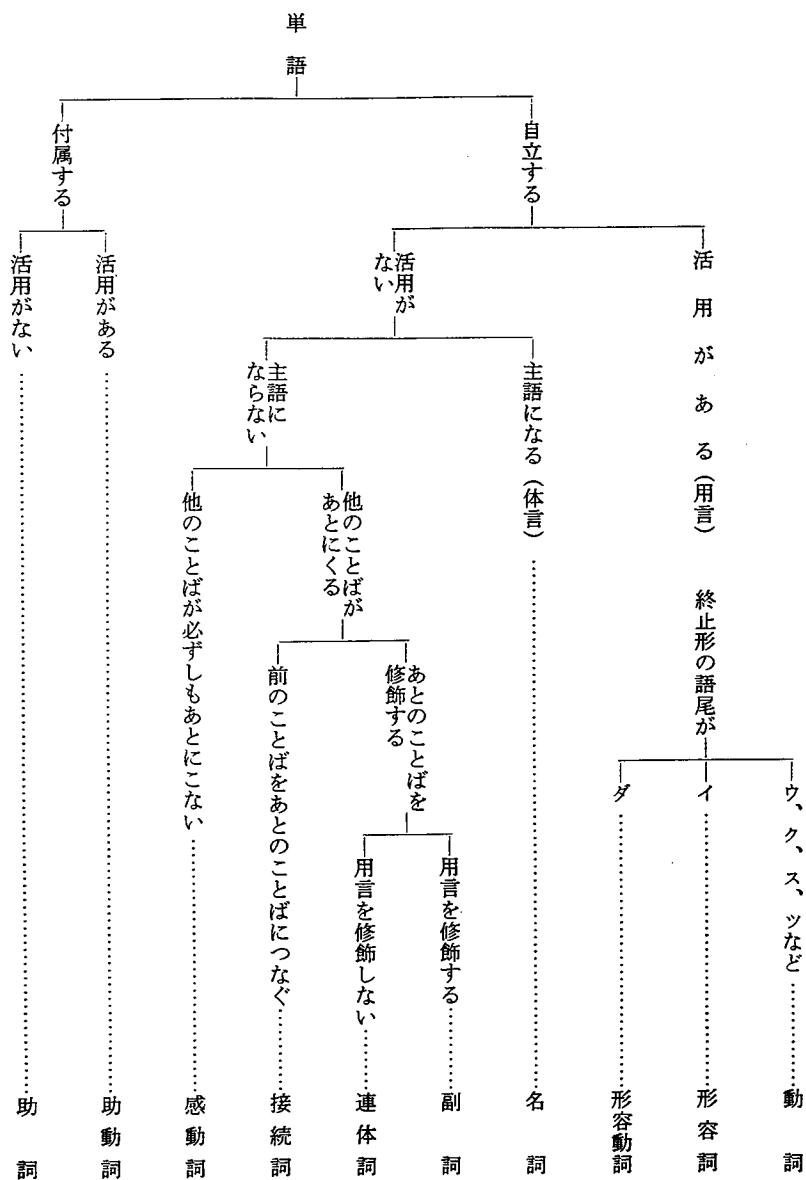 単語
自立する
活用がある（用言）
終止形の語尾が
ウ、ク、ス、ツなど…………動詞
イ…………形容詞
ダ…………形容動詞
活用が
ない
主語になる（体言）…………名詞
主語に
ならない
他のことばが
あとにくる
あとのことばを
修飾する
用言を修飾する…………副詞
用言を修飾しない…………連体詞
前のことばをあとのことばにつなぐ…………接続詞
他のことばが必ずしもあとにこない…………感動詞
付属する
活用がある…………助動詞
活用がない…………助詞